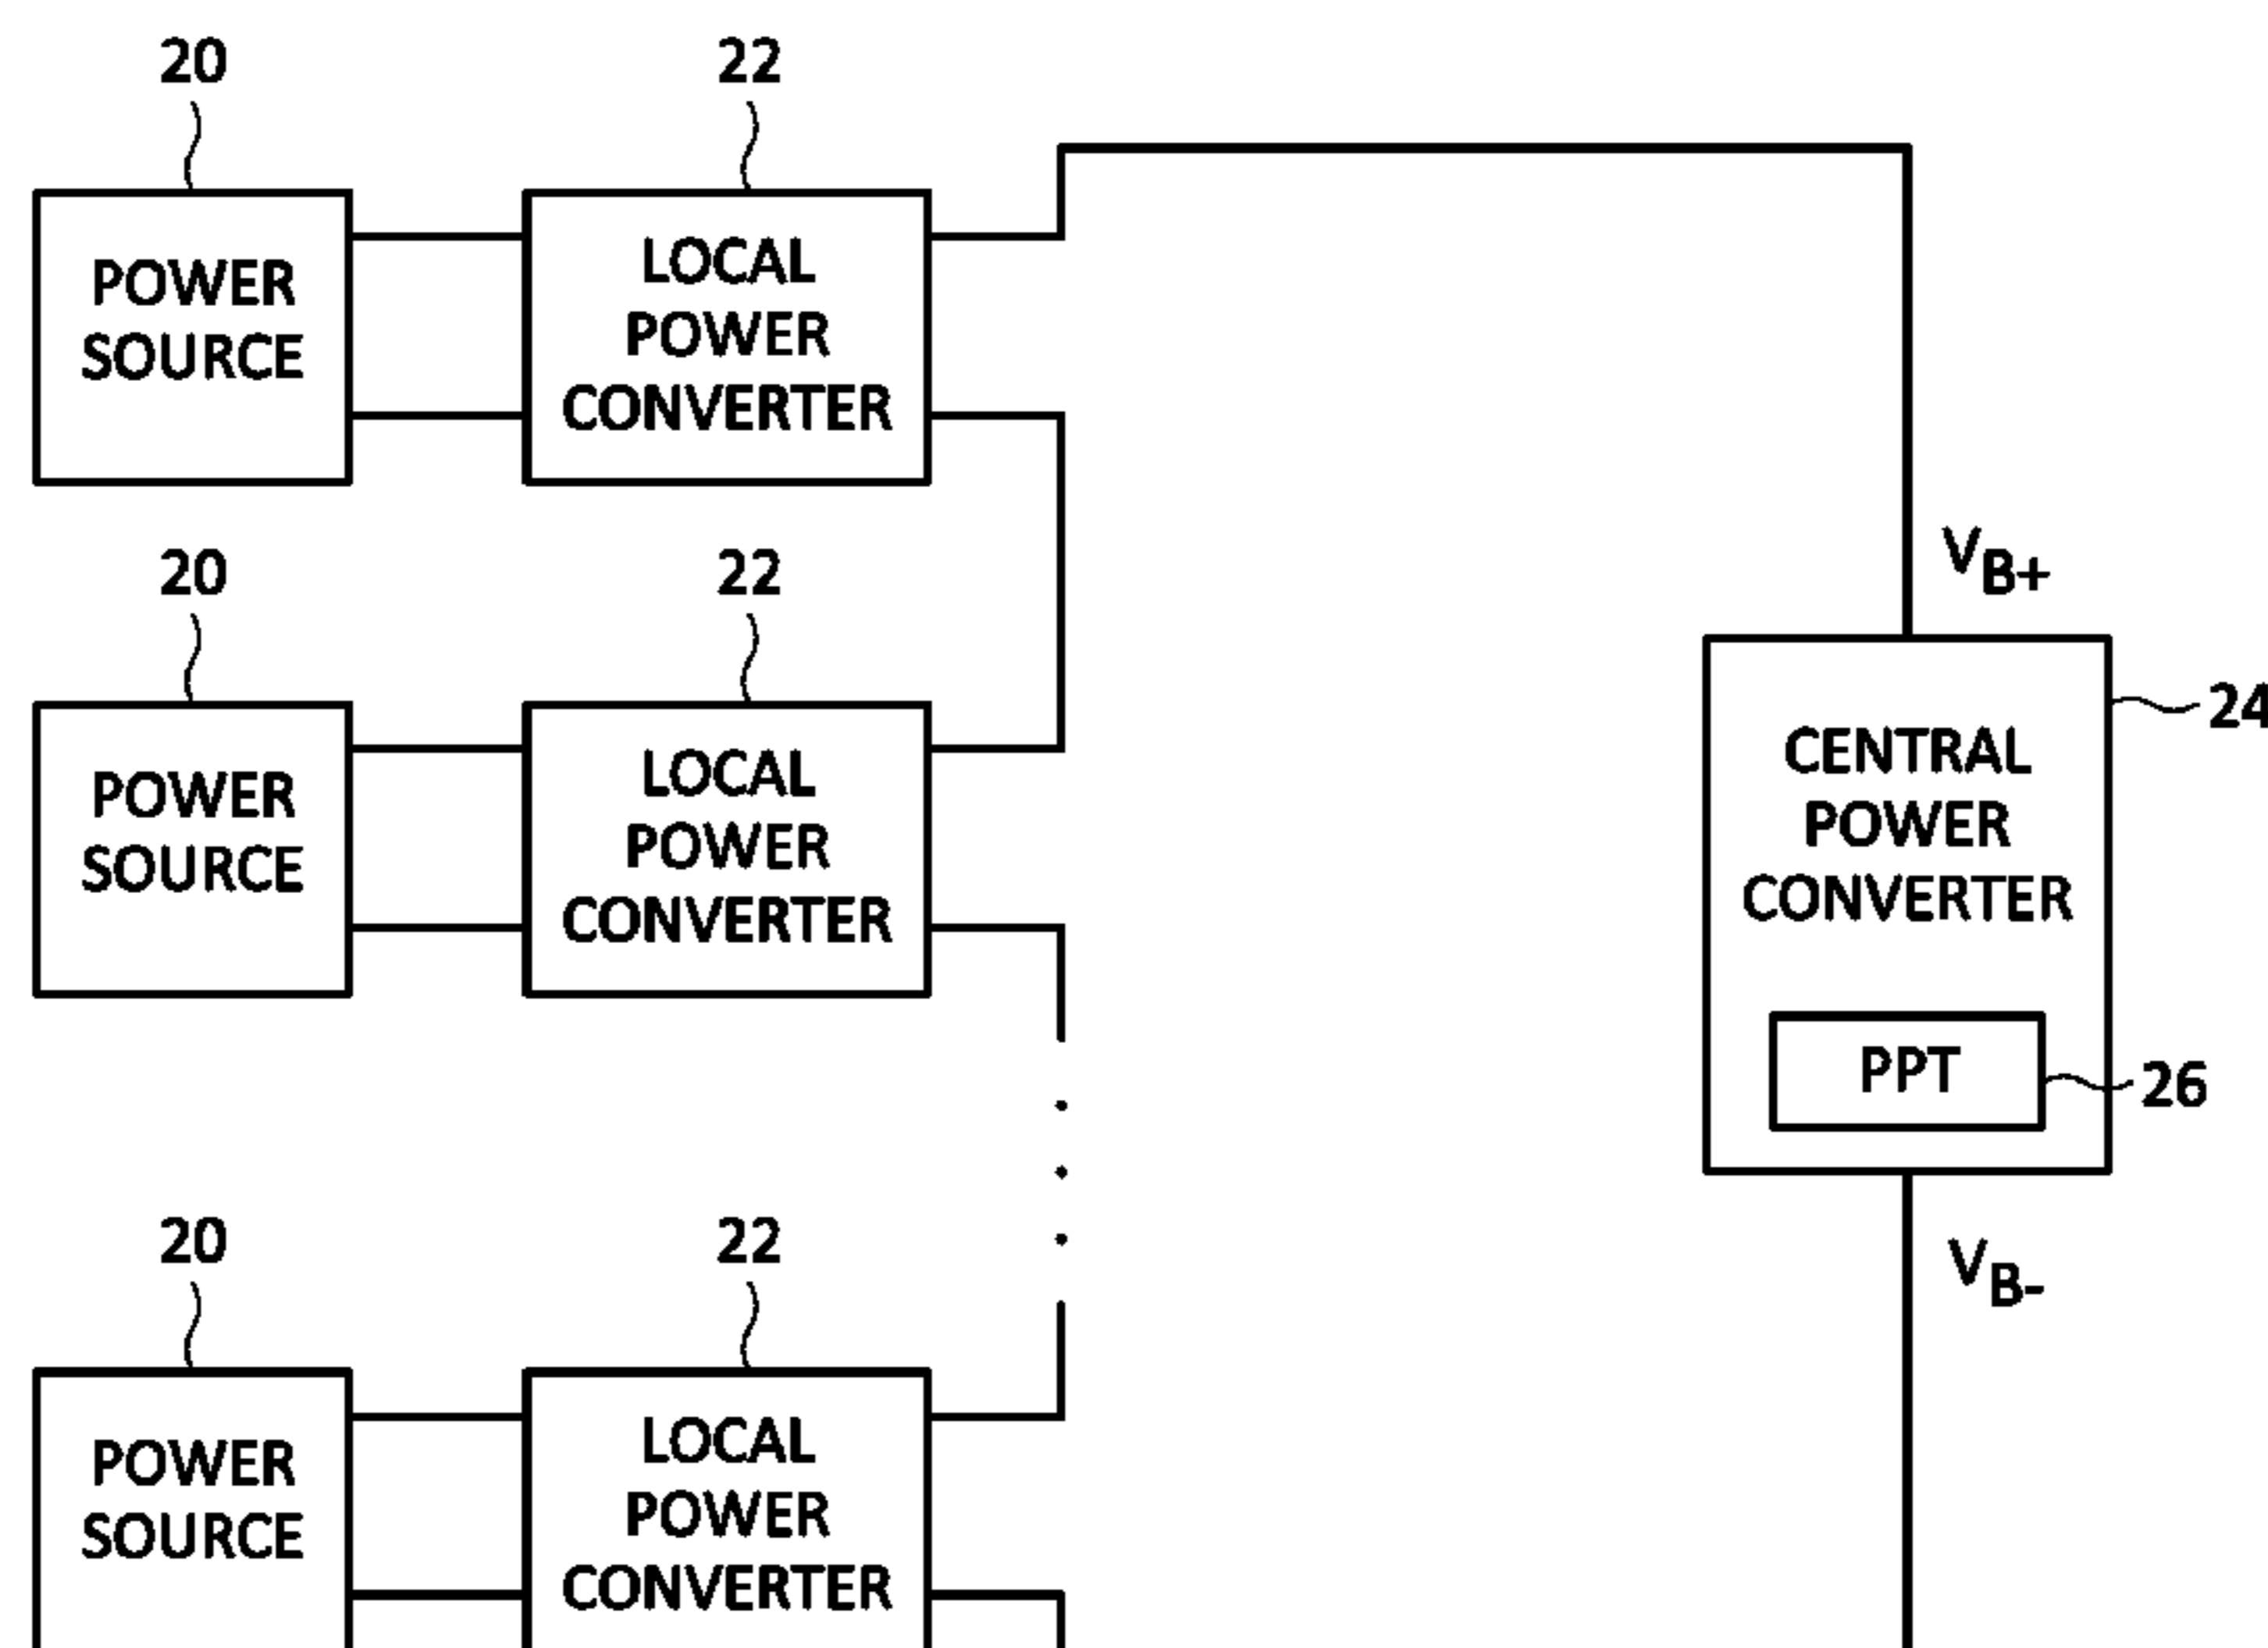 20
22
POWER
SOURCE
LOCAL
POWER
CONVERTER
20
22
VB+
POWER
SOURCE
LOCAL
POWER
CONVERTER
24
CENTRAL
POWER
CONVERTER
PPT
26
20
22
VB-
POWER
SOURCE
LOCAL
POWER
CONVERTER